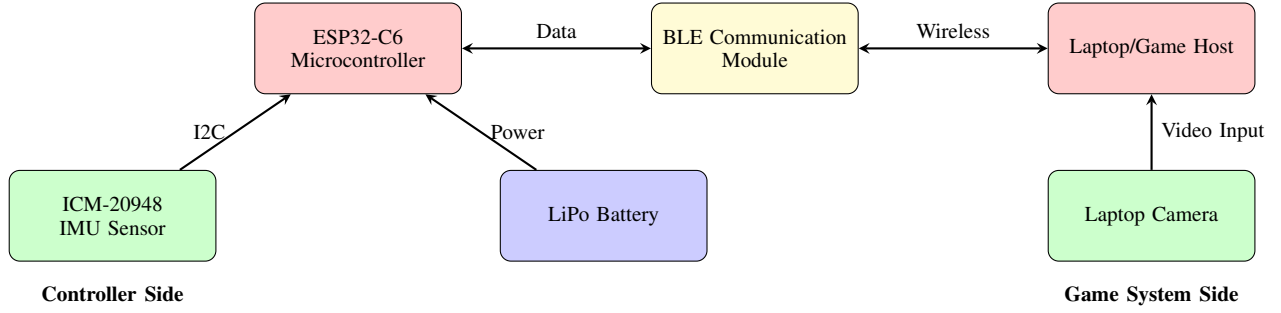 ESP32-C6
Microcontroller
Data
BLE Communication
Module
Wireless
Laptop/Game Host
I2C
Power
Video Input
ICM-20948
IMU Sensor
LiPo Battery
Laptop Camera
Controller Side
Game System Side